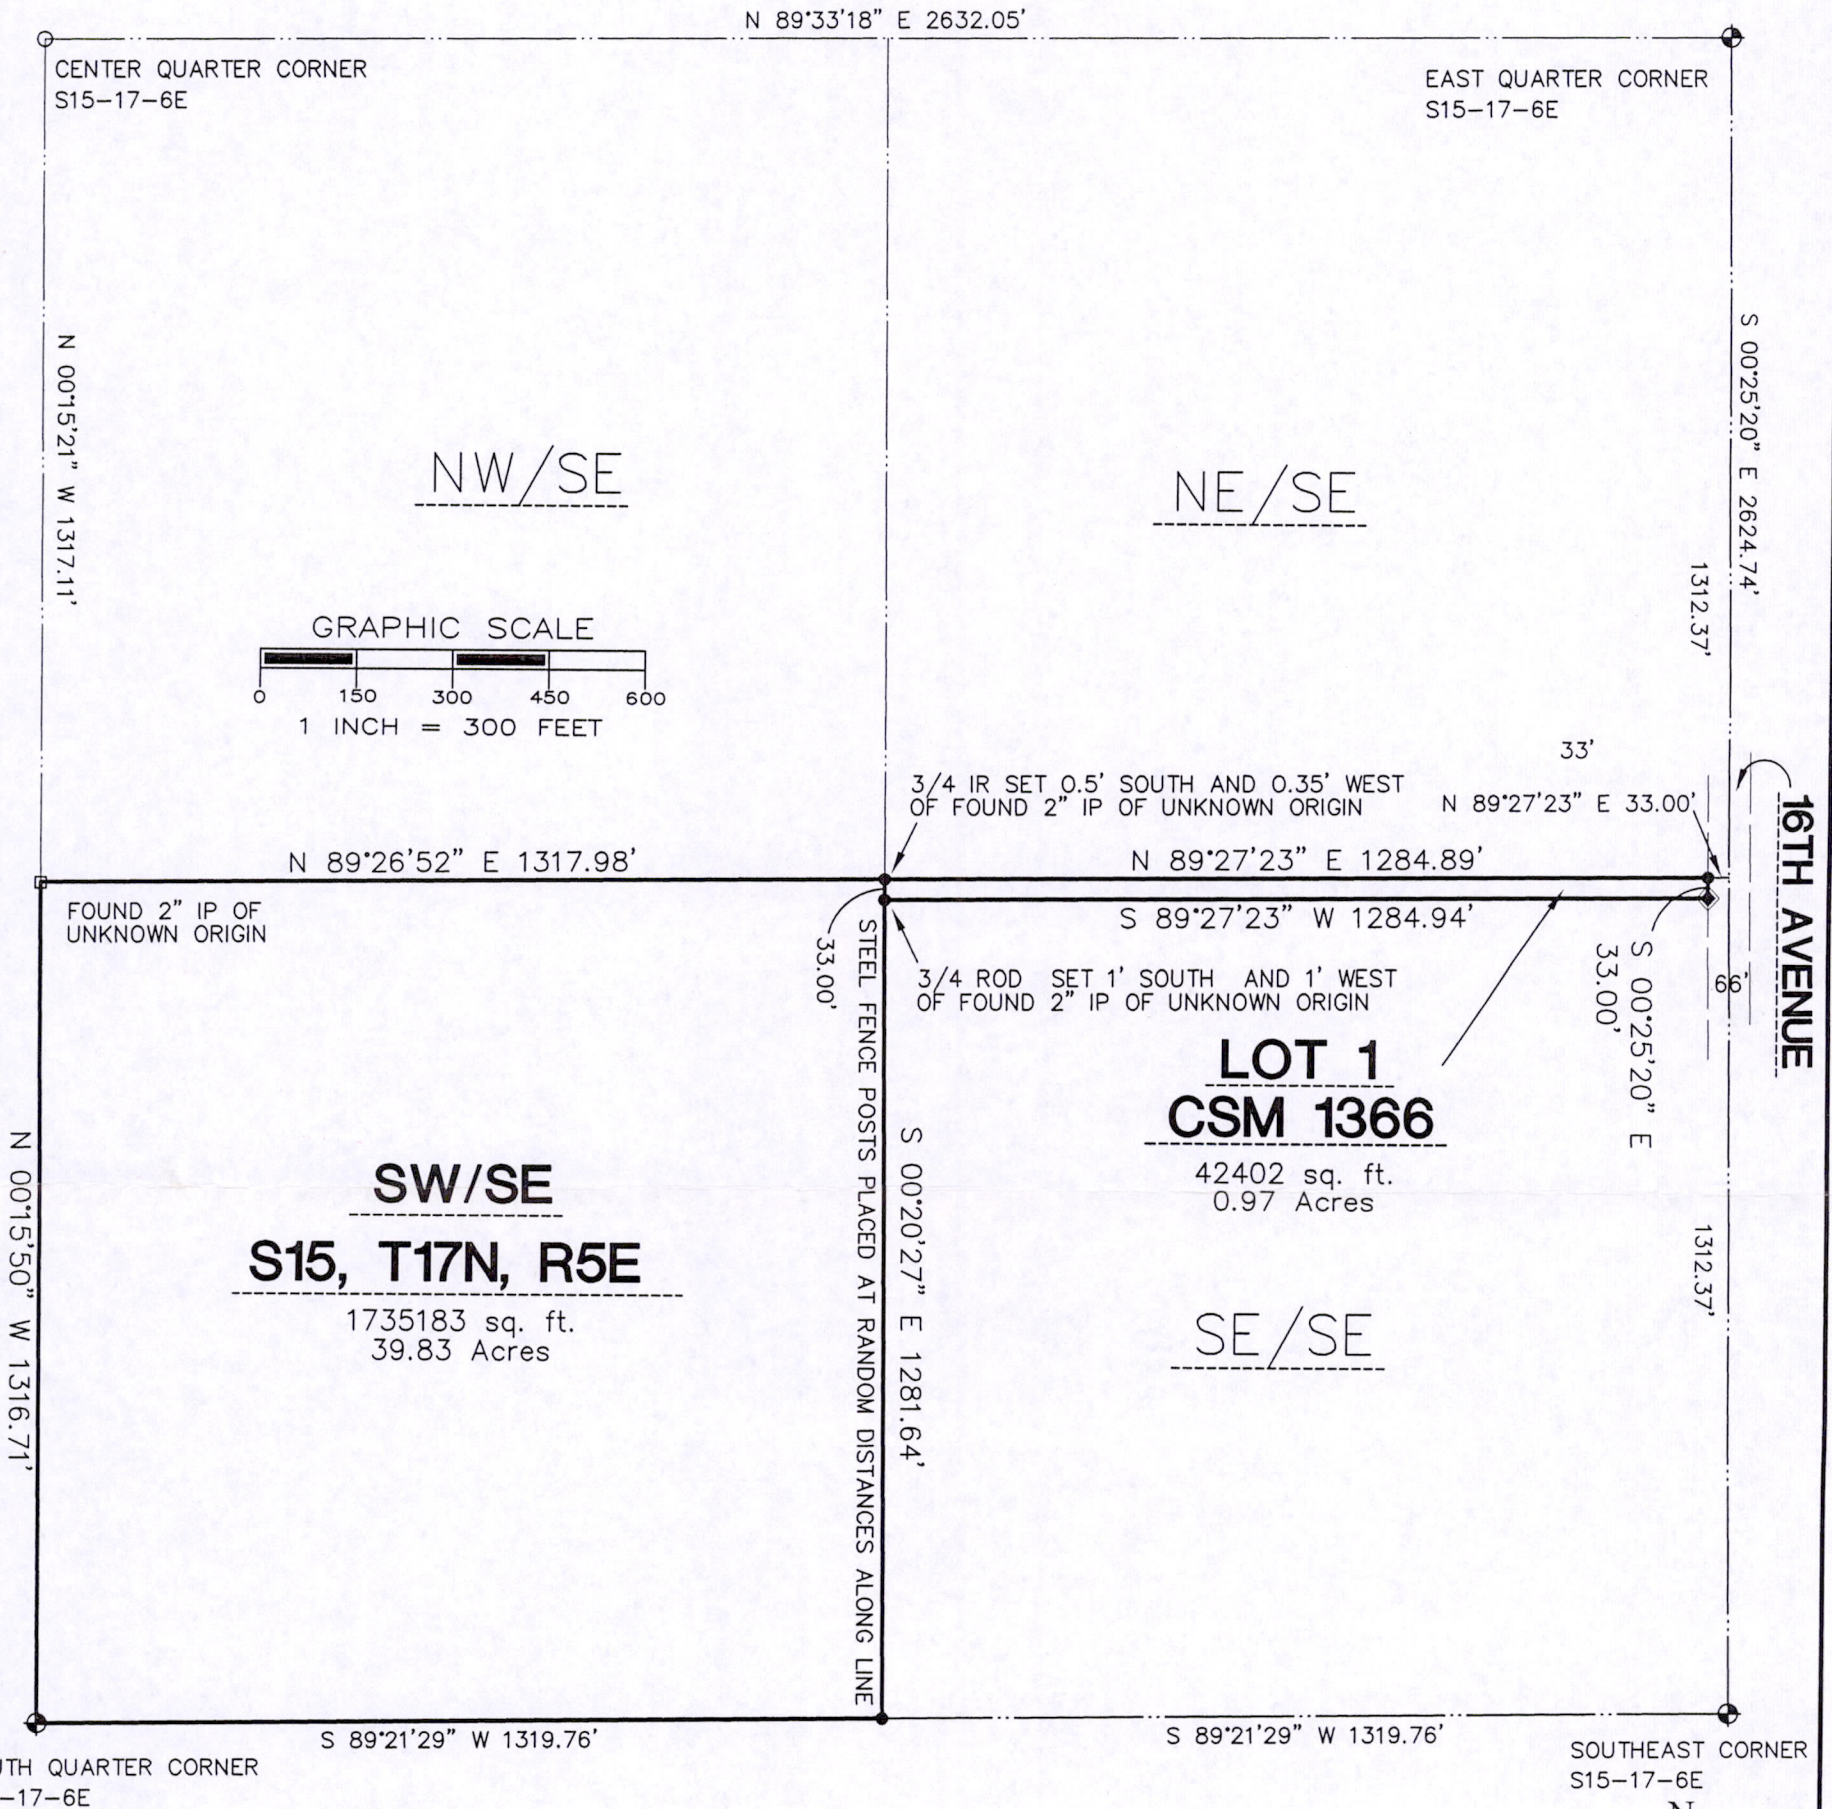 N 89°33'18" E 2632.05'
CENTER QUARTER CORNER
S15-17-6E
EAST QUARTER CORNER
S15-17-6E
N 00°15'21" W 1317.11'
S 00°25'20" E 2624.74'
1312.37'
NW/SE
NE/SE
GRAPHIC SCALE
0 150 300 450 600
1 INCH = 300 FEET
33'
3/4 IR SET 0.5' SOUTH AND 0.35' WEST
OF FOUND 2" IP OF UNKNOWN ORIGIN
N 89°27'23" E 33.00'
16TH AVENUE
N 89°26'52" E 1317.98'
N 89°27'23" E 1284.89'
FOUND 2" IP OF
UNKNOWN ORIGIN
S 89°27'23" W 1284.94'
33.00'
3/4 ROD SET 1' SOUTH AND 1' WEST
OF FOUND 2" IP OF UNKNOWN ORIGIN
S 00°25'20" E
33.00'
66'
STEEL FENCE POSTS PLACED AT RANDOM DISTANCES ALONG LINE
S 00°20'27" E 1281.64'
LOT 1
CSM 1366
42402 sq. ft.
0.97 Acres
N 00°15'50" W 1316.71'
SW/SE
S15, T17N, R5E
1735183 sq. ft.
39.83 Acres
1312.37'
SE/SE
S 89°21'29" W 1319.76'
S 89°21'29" W 1319.76'
UTH QUARTER CORNER
-17-6E
SOUTHEAST CORNER
S15-17-6E
N